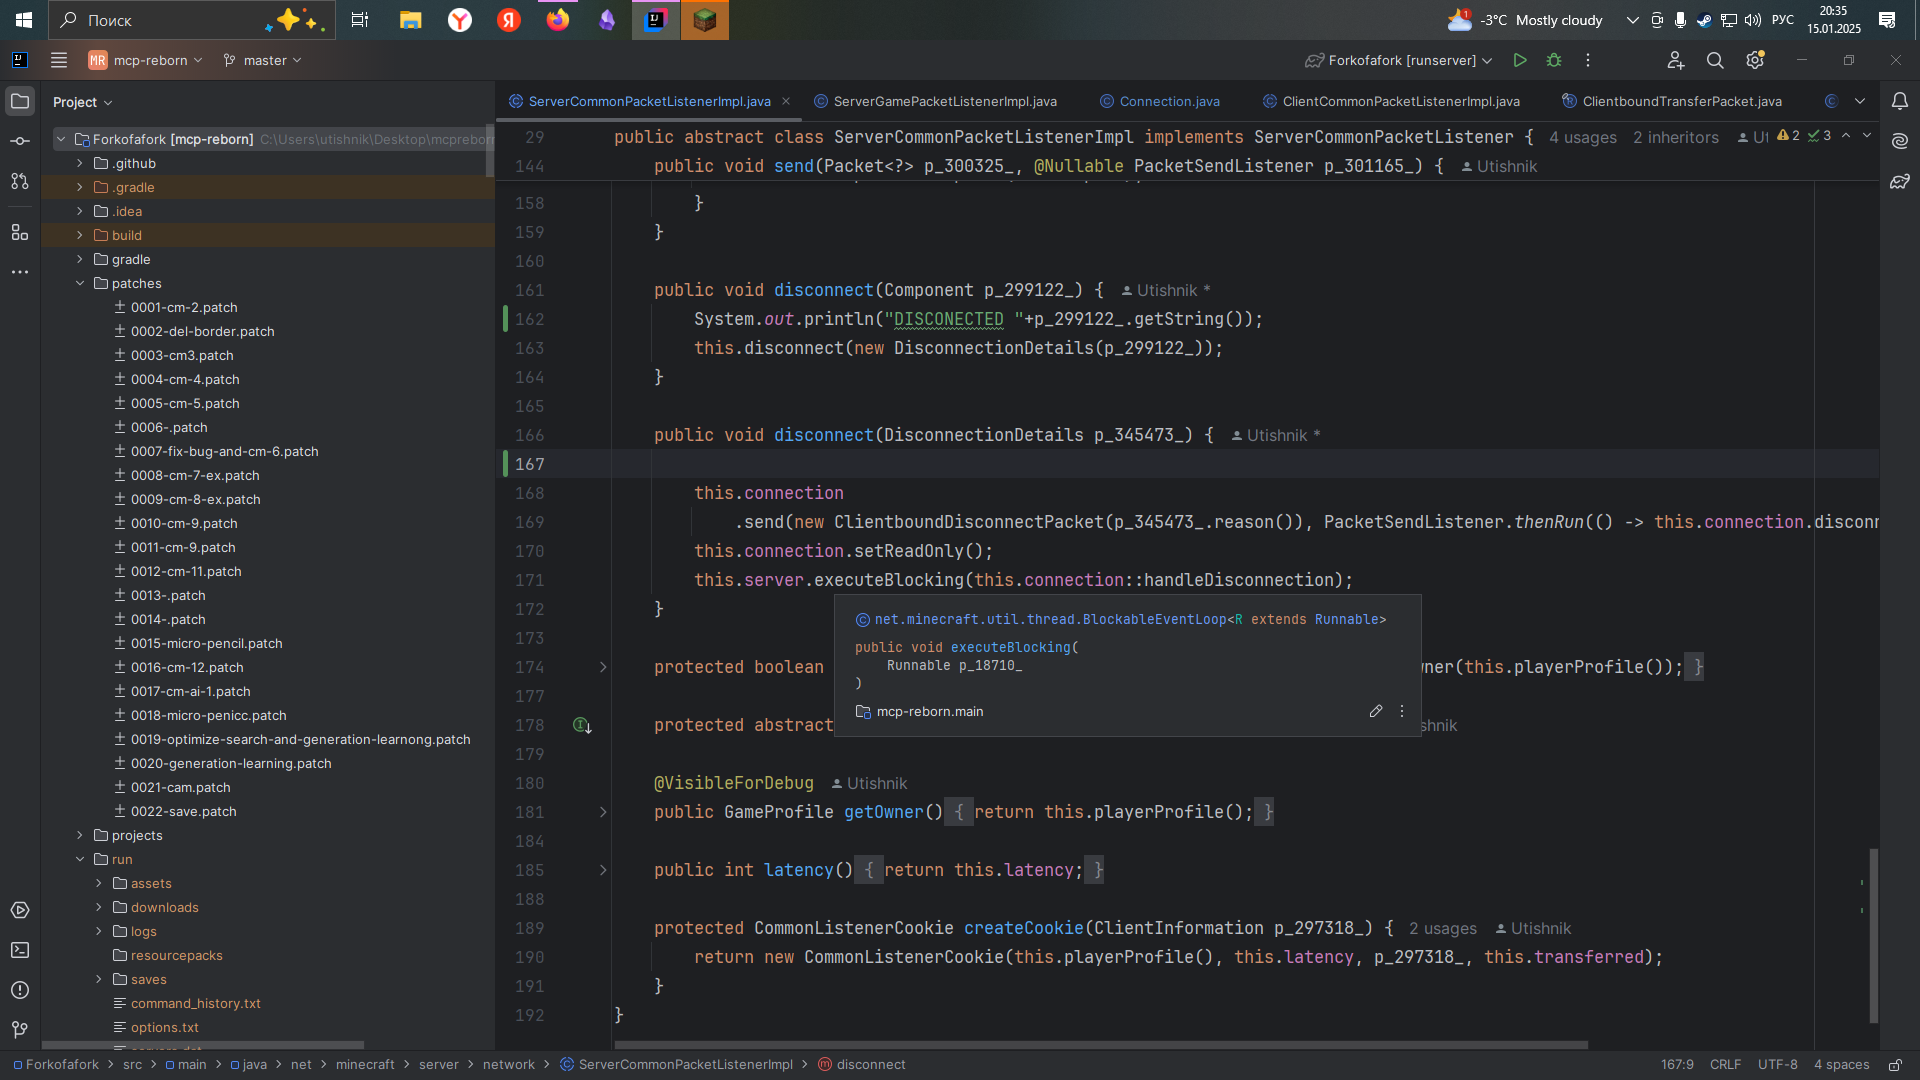 Поиск
-3°C Mostly cloudy
РУС
20:35
15.01.2025
MR mcp-reborn
master
Forkofafork [runserver]
Project
ServerCommonPacketListenerImpl.java
ServerGamePacketListenerImpl.java
Connection.java
ClientCommonPacketListenerImpl.java
ClientboundTransferPacket.java
Forkofafork [mcp-reborn] C:\Users\utishnik\Desktop\mcprebor
.github
.gradle
.idea
build
gradle
patches
0001-cm-2.patch
0002-del-border.patch
0003-cm3.patch
0004-cm-4.patch
0005-cm-5.patch
0006-.patch
0007-fix-bug-and-cm-6.patch
0008-cm-7-ex.patch
0009-cm-8-ex.patch
0010-cm-9.patch
0011-cm-9.patch
0012-cm-11.patch
0013-.patch
0014-.patch
0015-micro-pencil.patch
0016-cm-12.patch
0017-cm-ai-1.patch
0018-micro-penicc.patch
0019-optimize-search-and-generation-learnong.patch
0020-generation-learning.patch
0021-cam.patch
0022-save.patch
projects
run
assets
downloads
logs
resourcepacks
saves
command_history.txt
options.txt
29 public abstract class ServerCommonPacketListenerImpl implements ServerCommonPacketListener { 4 usages 2 inheritors Ut 2 3
144 public void send(Packet<?> p_300325_, @Nullable PacketSendListener p_301165_) { Utishnik
158 }
159 }
160
161 public void disconnect(Component p_299122_) { Utishnik *
162 System.out.println("DISCONECTED "+p_299122_.getString());
163 this.disconnect(new DisconnectionDetails(p_299122_));
164 }
165
166 public void disconnect(DisconnectionDetails p_345473_) { Utishnik *
167
168 this.connection
169 .send(new ClientboundDisconnectPacket(p_345473_.reason()), PacketSendListener.thenRun(() -> this.connection.discon
170 this.connection.setReadOnly();
171 this.server.executeBlocking(this.connection::handleDisconnection);
172 }
173
174 protected boolean ner(this.playerProfile()); }
177
178 protected abstract shnik
179
180 @VisibleForDebug Utishnik
181 public GameProfile getOwner() { return this.playerProfile(); }
184
185 public int latency() { return this.latency; }
188
189 protected CommonListenerCookie createCookie(ClientInformation p_297318_) { 2 usages Utishnik
190 return new CommonListenerCookie(this.playerProfile(), this.latency, p_297318_, this.transferred);
191 }
192 }
net.minecraft.util.thread.BlockableEventLoop<R extends Runnable>
public void executeBlocking(
Runnable p_18710_
)
mcp-reborn.main
Forkofafork > src > main > java > net > minecraft > server > network > ServerCommonPacketListenerImpl > disconnect
167:9 CRLF UTF-8 4 spaces